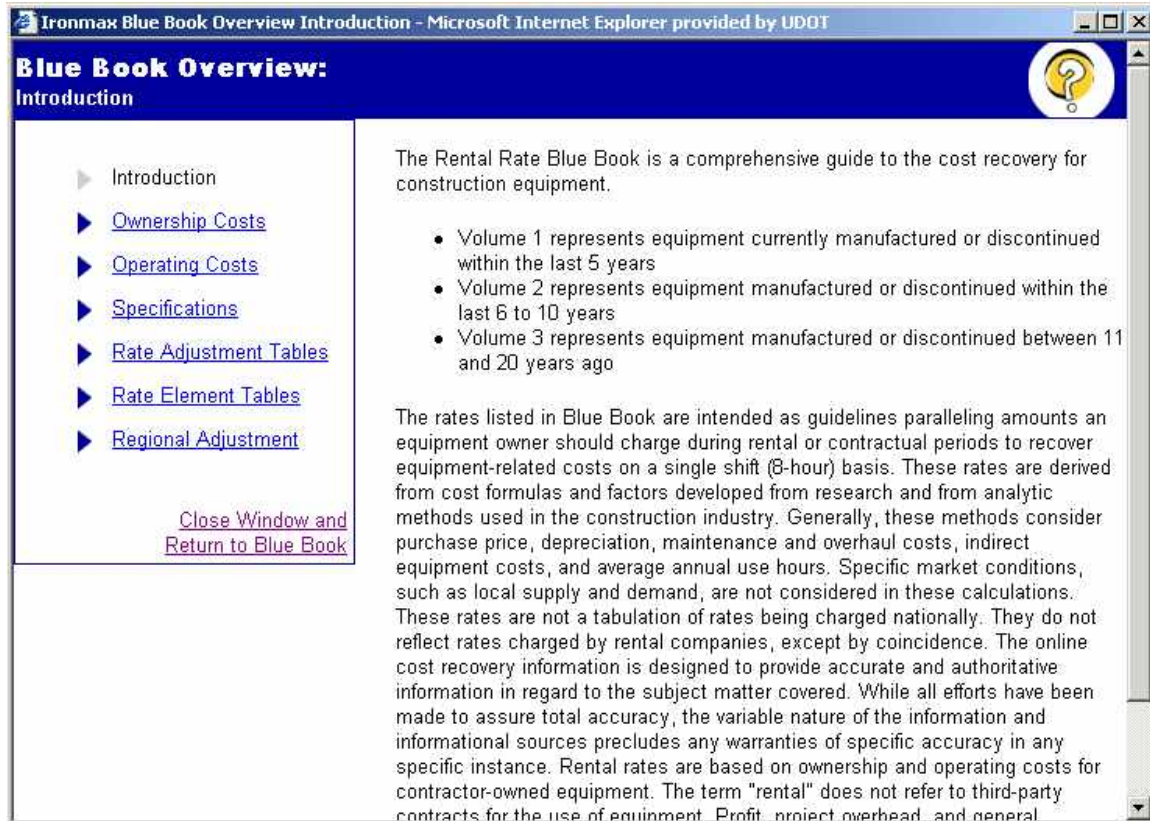 Ironmax Blue Book Overview Introduction - Microsoft Internet Explorer provided by UDOT
Blue Book Overview:
Introduction
Introduction
Ownership Costs
Operating Costs
Specifications
Rate Adjustment Tables
Rate Element Tables
Regional Adjustment
Close Window and
Return to Blue Book
The Rental Rate Blue Book is a comprehensive guide to the cost recovery for
construction equipment.
• Volume 1 represents equipment currently manufactured or discontinued
within the last 5 years
• Volume 2 represents equipment manufactured or discontinued within the
last 6 to 10 years
• Volume 3 represents equipment manufactured or discontinued between 11
and 20 years ago
The rates listed in Blue Book are intended as guidelines paralleling amounts an
equipment owner should charge during rental or contractual periods to recover
equipment-related costs on a single shift (8-hour) basis. These rates are derived
from cost formulas and factors developed from research and from analytic
methods used in the construction industry. Generally, these methods consider
purchase price, depreciation, maintenance and overhaul costs, indirect
equipment costs, and average annual use hours. Specific market conditions,
such as local supply and demand, are not considered in these calculations.
These rates are not a tabulation of rates being charged nationally. They do not
reflect rates charged by rental companies, except by coincidence. The online
cost recovery information is designed to provide accurate and authoritative
information in regard to the subject matter covered. While all efforts have been
made to assure total accuracy, the variable nature of the information and
informational sources precludes any warranties of specific accuracy in any
specific instance. Rental rates are based on ownership and operating costs for
contractor-owned equipment. The term "rental" does not refer to third-party
contracts for the use of equipment. Profit, project overhead, and general